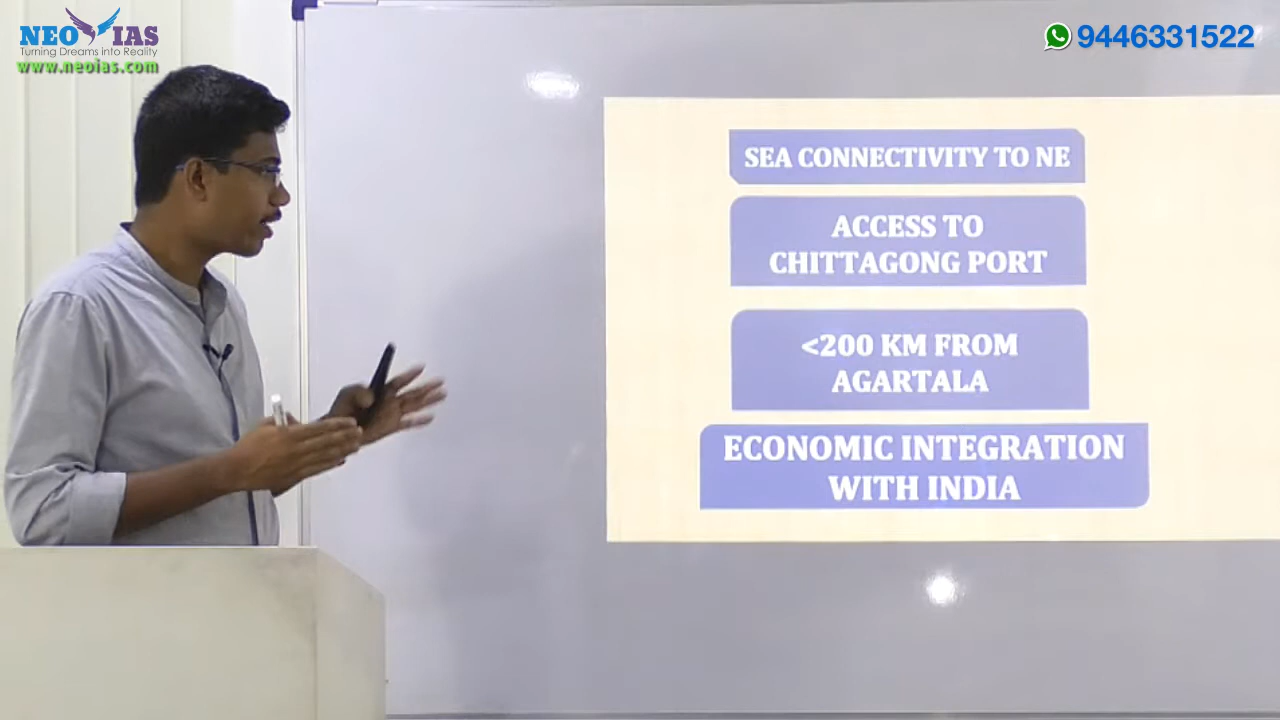 NEO IAS
Turning Dreams into Reality
www.neoias.com
9446331522
SEA CONNECTIVITY TO NE
ACCESS TO
CHITTAGONG PORT
<200 KM FROM
AGARTALA
ECONOMIC INTEGRATION
WITH INDIA